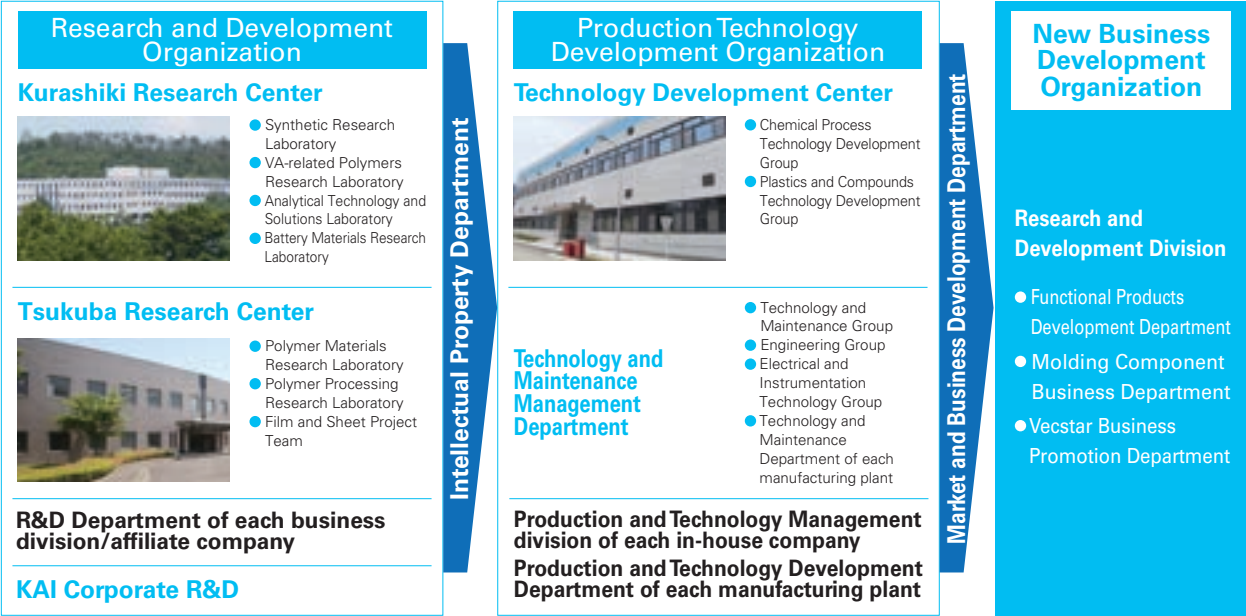 Research and Development
Organization
Kurashiki Research Center
● Synthetic Research
Laboratory
● VA-related Polymers
Research Laboratory
● Analytical Technology and
Solutions Laboratory
● Battery Materials Research
Laboratory
Tsukuba Research Center
● Polymer Materials
Research Laboratory
● Polymer Processing
Research Laboratory
● Film and Sheet Project
Team
R&D Department of each business
division/affiliate company
KAI Corporate R&D
Intellectual Property Department
Production Technology
Development Organization
Technology Development Center
● Chemical Process
Technology Development
Group
● Plastics and Compounds
Technology Development
Group
Technology and
Maintenance
Management
Department
● Technology and
Maintenance Group
● Engineering Group
● Electrical and
Instrumentation
Technology Group
● Technology and
Maintenance
Department of each
manufacturing plant
Production and Technology Management
division of each in-house company
Production and Technology Development
Department of each manufacturing plant
Market and Business Development Department
New Business
Development
Organization
Research and
Development Division
● Functional Products
Development Department
● Molding Component
Business Department
● Vecstar Business
Promotion Department